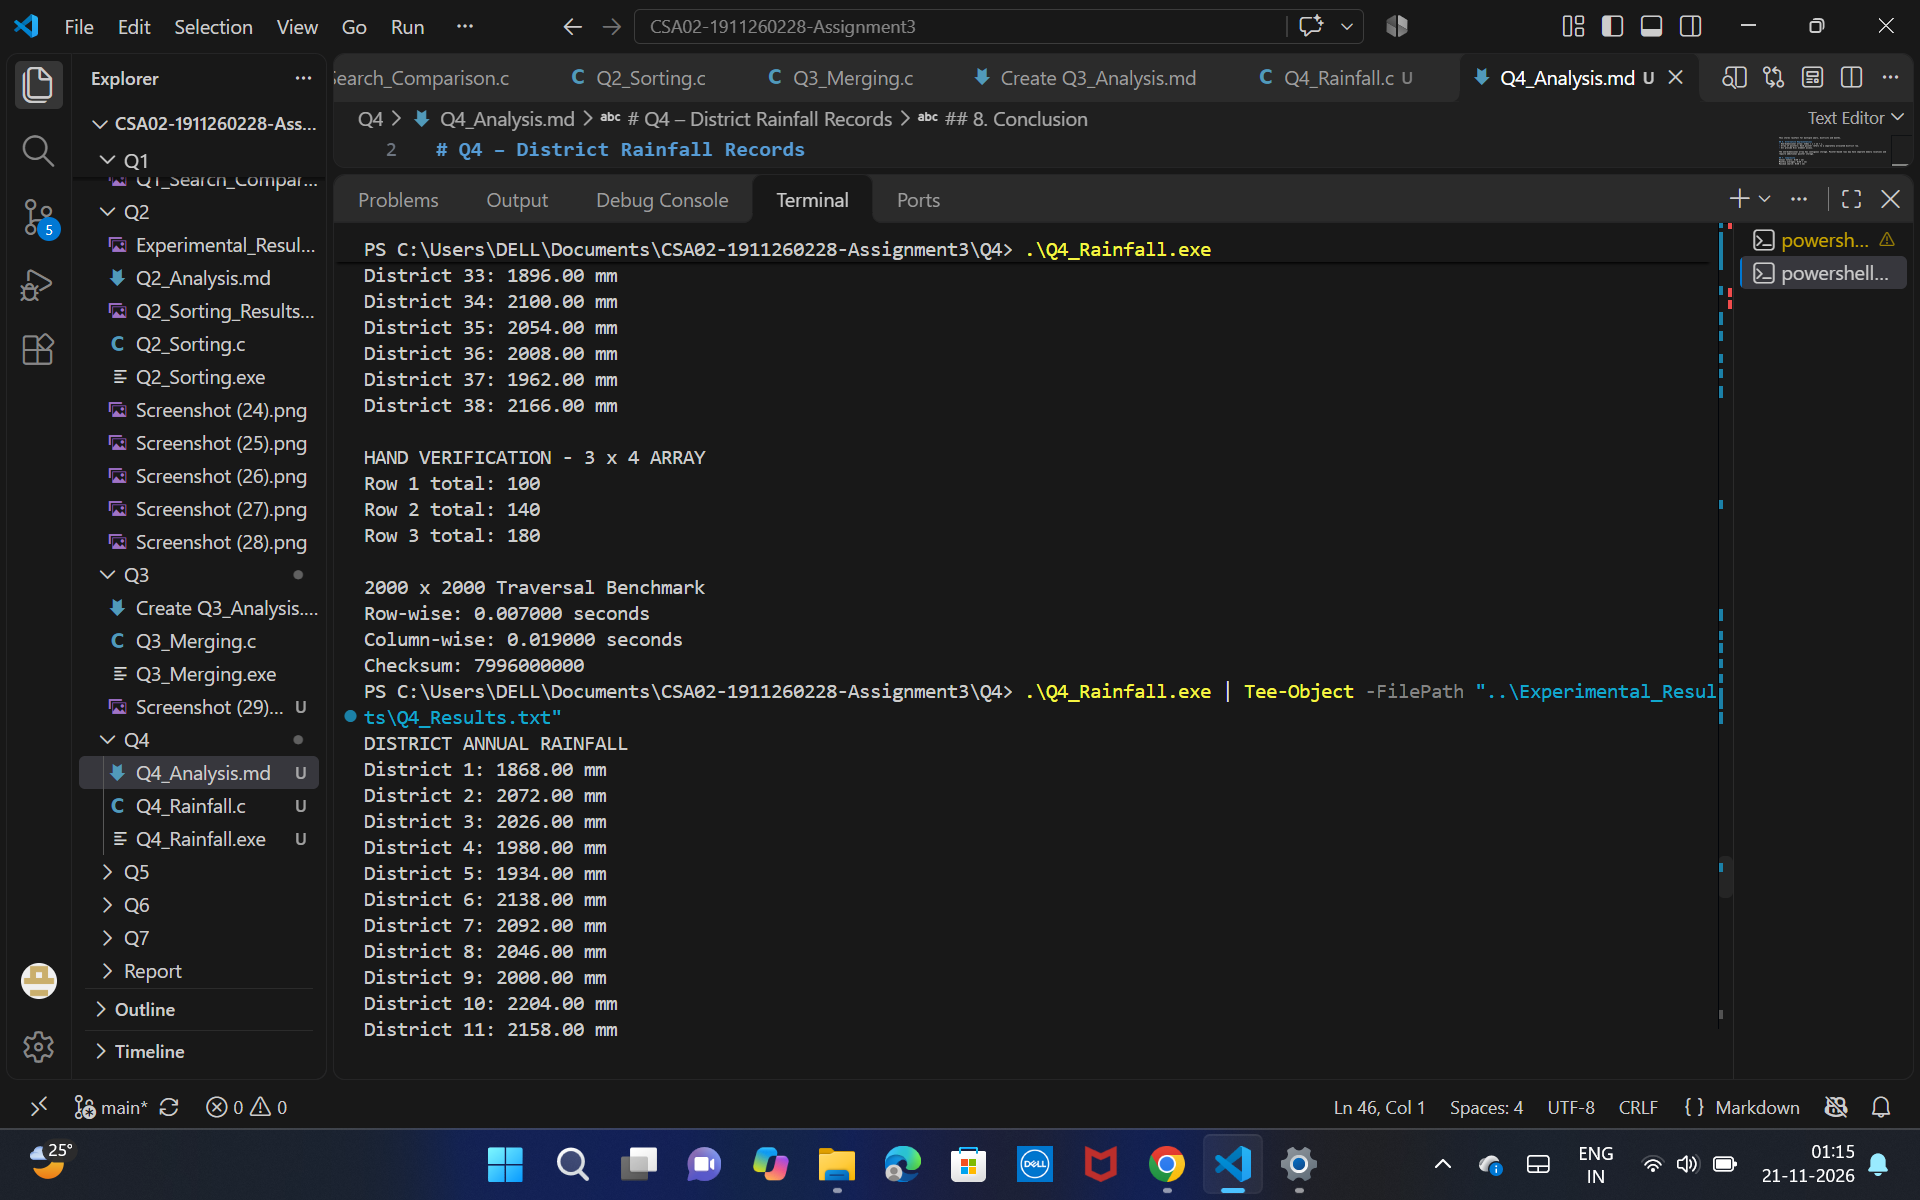 File Edit Selection View Go Run ···
CSA02-1911260228-Assignment3
Explorer
CSA02-1911260228-Ass...
Q1
Q1_Search_Compar...
Q2
Experimental_Resul...
Q2_Analysis.md
Q2_Sorting_Results...
C Q2_Sorting.c
Q2_Sorting.exe
Screenshot (24).png
Screenshot (25).png
Screenshot (26).png
Screenshot (27).png
Screenshot (28).png
Q3
Create Q3_Analysis....
C Q3_Merging.c
Q3_Merging.exe
Screenshot (29)... U
Q4
Q4_Analysis.md U
C Q4_Rainfall.c U
Q4_Rainfall.exe U
Q5
Q6
Q7
Report
Outline
Timeline
Search_Comparison.c C Q2_Sorting.c C Q3_Merging.c Create Q3_Analysis.md C Q4_Rainfall.c U Q4_Analysis.md U
Q4 > Q4_Analysis.md > abc # Q4 – District Rainfall Records > abc ## 8. Conclusion
Text Editor
2 # Q4 – District Rainfall Records
Problems Output Debug Console Terminal Ports
powersh...
powershell...
PS C:\Users\DELL\Documents\CSA02-1911260228-Assignment3\Q4> .\Q4_Rainfall.exe
District 33: 1896.00 mm
District 34: 2100.00 mm
District 35: 2054.00 mm
District 36: 2008.00 mm
District 37: 1962.00 mm
District 38: 2166.00 mm
HAND VERIFICATION - 3 x 4 ARRAY
Row 1 total: 100
Row 2 total: 140
Row 3 total: 180
2000 x 2000 Traversal Benchmark
Row-wise: 0.007000 seconds
Column-wise: 0.019000 seconds
Checksum: 7996000000
PS C:\Users\DELL\Documents\CSA02-1911260228-Assignment3\Q4> .\Q4_Rainfall.exe | Tee-Object -FilePath "..\Experimental_Resul
ts\Q4_Results.txt"
DISTRICT ANNUAL RAINFALL
District 1: 1868.00 mm
District 2: 2072.00 mm
District 3: 2026.00 mm
District 4: 1980.00 mm
District 5: 1934.00 mm
District 6: 2138.00 mm
District 7: 2092.00 mm
District 8: 2046.00 mm
District 9: 2000.00 mm
District 10: 2204.00 mm
District 11: 2158.00 mm
5
main* 0 0
Ln 46, Col 1 Spaces: 4 UTF-8 CRLF { } Markdown
25°
DELL
ENG
IN
01:15
21-11-2026